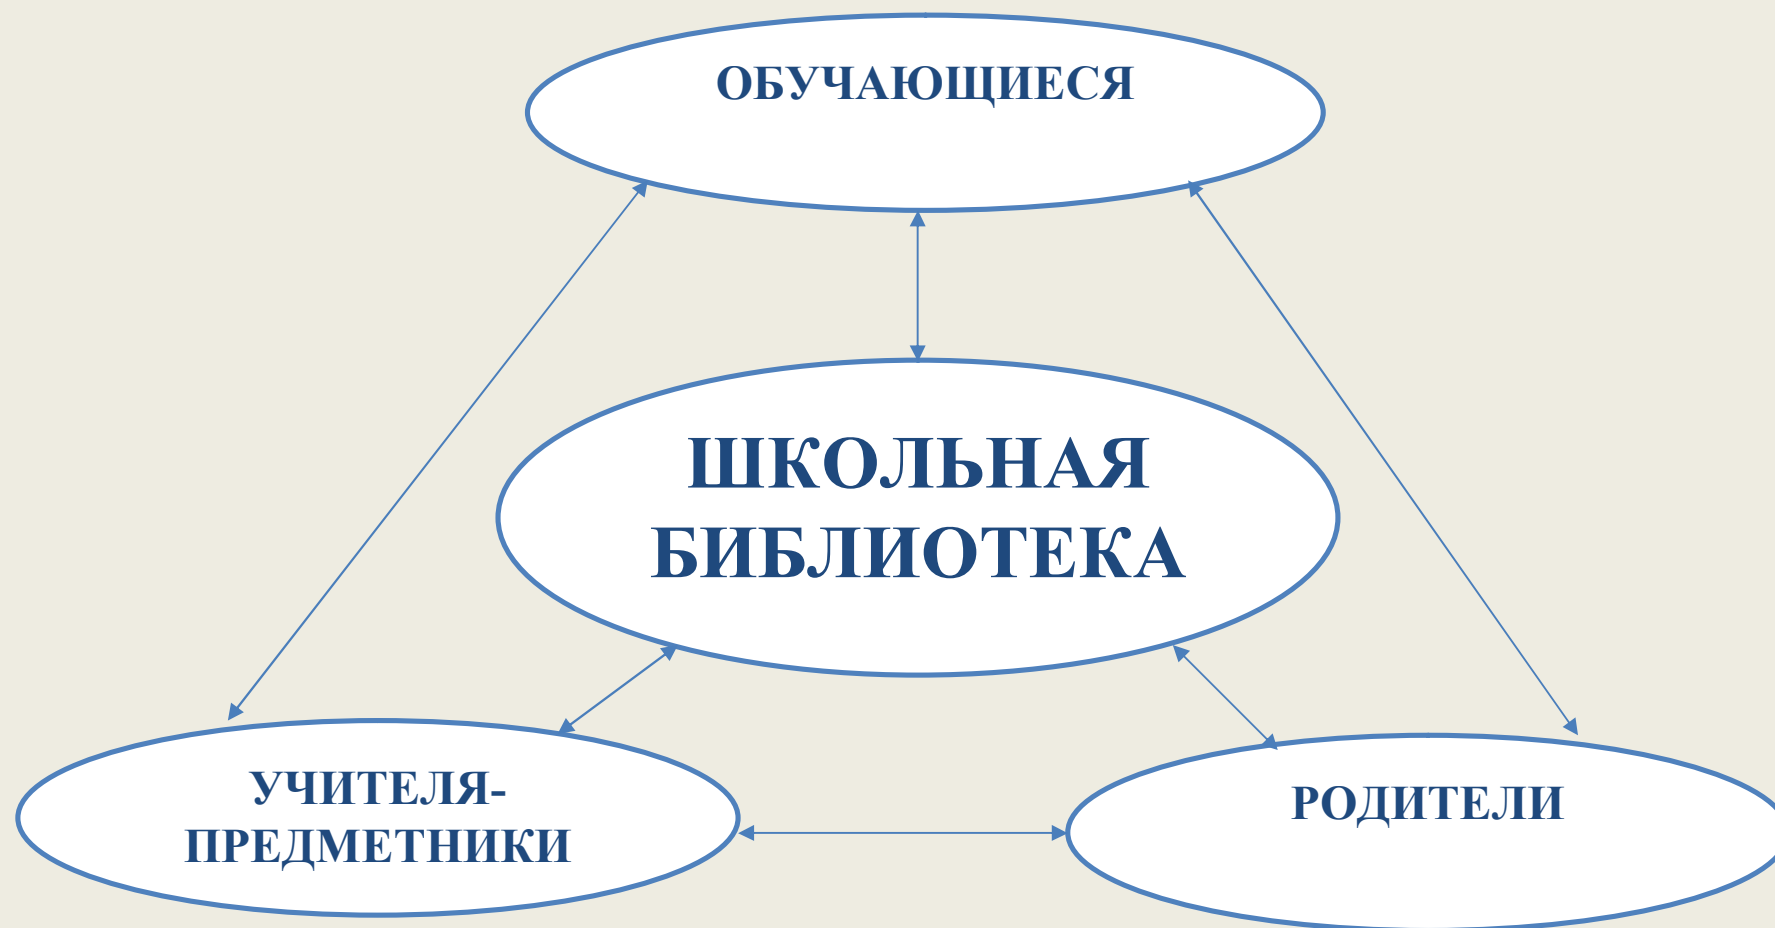 ОБУЧАЮЩИЕСЯ
ШКОЛЬНАЯ
БИБЛИОТЕКА
УЧИТЕЛЯ-
ПРЕДМЕТНИКИ
РОДИТЕЛИ